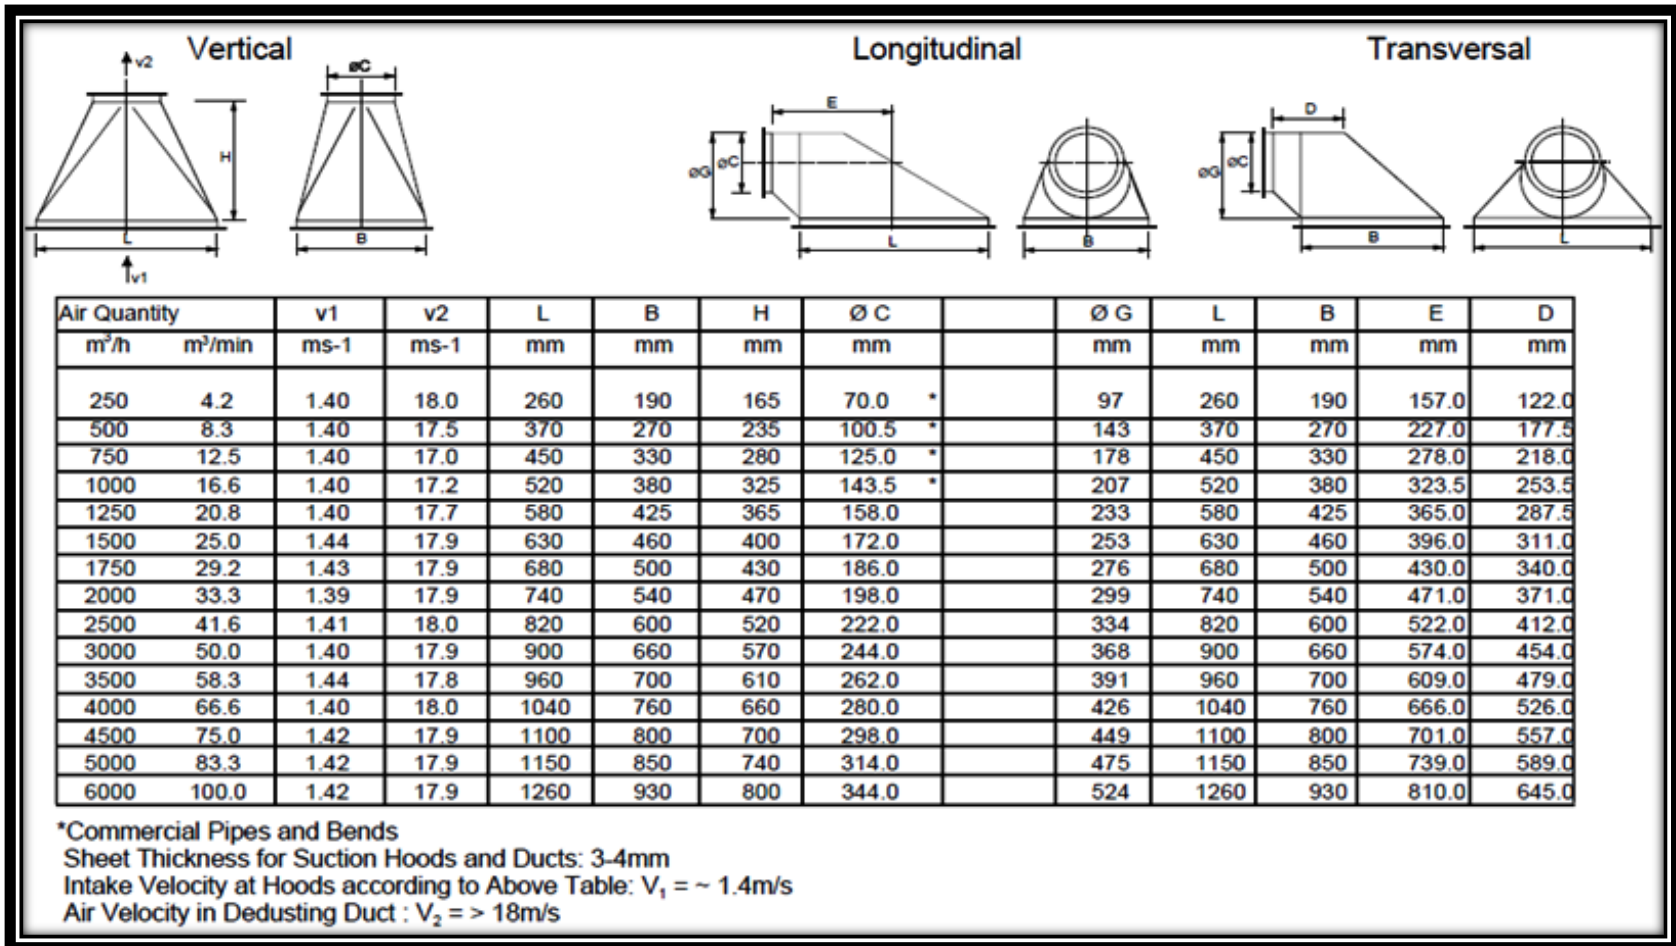 Vertical Longitudinal Transversal
v2 øC E D
H øG øC øG øC
L B L B B L
v1
Air Quantity v1 v2 L B H Ø C Ø G L B E D
m³/h m³/min ms-1 ms-1 mm mm mm mm mm mm mm mm mm
250 4.2 1.40 18.0 260 190 165 70.0 * 97 260 190 157.0 122.0
500 8.3 1.40 17.5 370 270 235 100.5 * 143 370 270 227.0 177.5
750 12.5 1.40 17.0 450 330 280 125.0 * 178 450 330 278.0 218.0
1000 16.6 1.40 17.2 520 380 325 143.5 * 207 520 380 323.5 253.5
1250 20.8 1.40 17.7 580 425 365 158.0 233 580 425 365.0 287.5
1500 25.0 1.44 17.9 630 460 400 172.0 253 630 460 396.0 311.0
1750 29.2 1.43 17.9 680 500 430 186.0 276 680 500 430.0 340.0
2000 33.3 1.39 17.9 740 540 470 198.0 299 740 540 471.0 371.0
2500 41.6 1.41 18.0 820 600 520 222.0 334 820 600 522.0 412.0
3000 50.0 1.40 17.9 900 660 570 244.0 368 900 660 574.0 454.0
3500 58.3 1.44 17.8 960 700 610 262.0 391 960 700 609.0 479.0
4000 66.6 1.40 18.0 1040 760 660 280.0 426 1040 760 666.0 526.0
4500 75.0 1.42 17.9 1100 800 700 298.0 449 1100 800 701.0 557.0
5000 83.3 1.42 17.9 1150 850 740 314.0 475 1150 850 739.0 589.0
6000 100.0 1.42 17.9 1260 930 800 344.0 524 1260 930 810.0 645.0
*Commercial Pipes and Bends
Sheet Thickness for Suction Hoods and Ducts: 3-4mm
Intake Velocity at Hoods according to Above Table: V₁ = ~ 1.4m/s
Air Velocity in Dedusting Duct : V₂ = > 18m/s